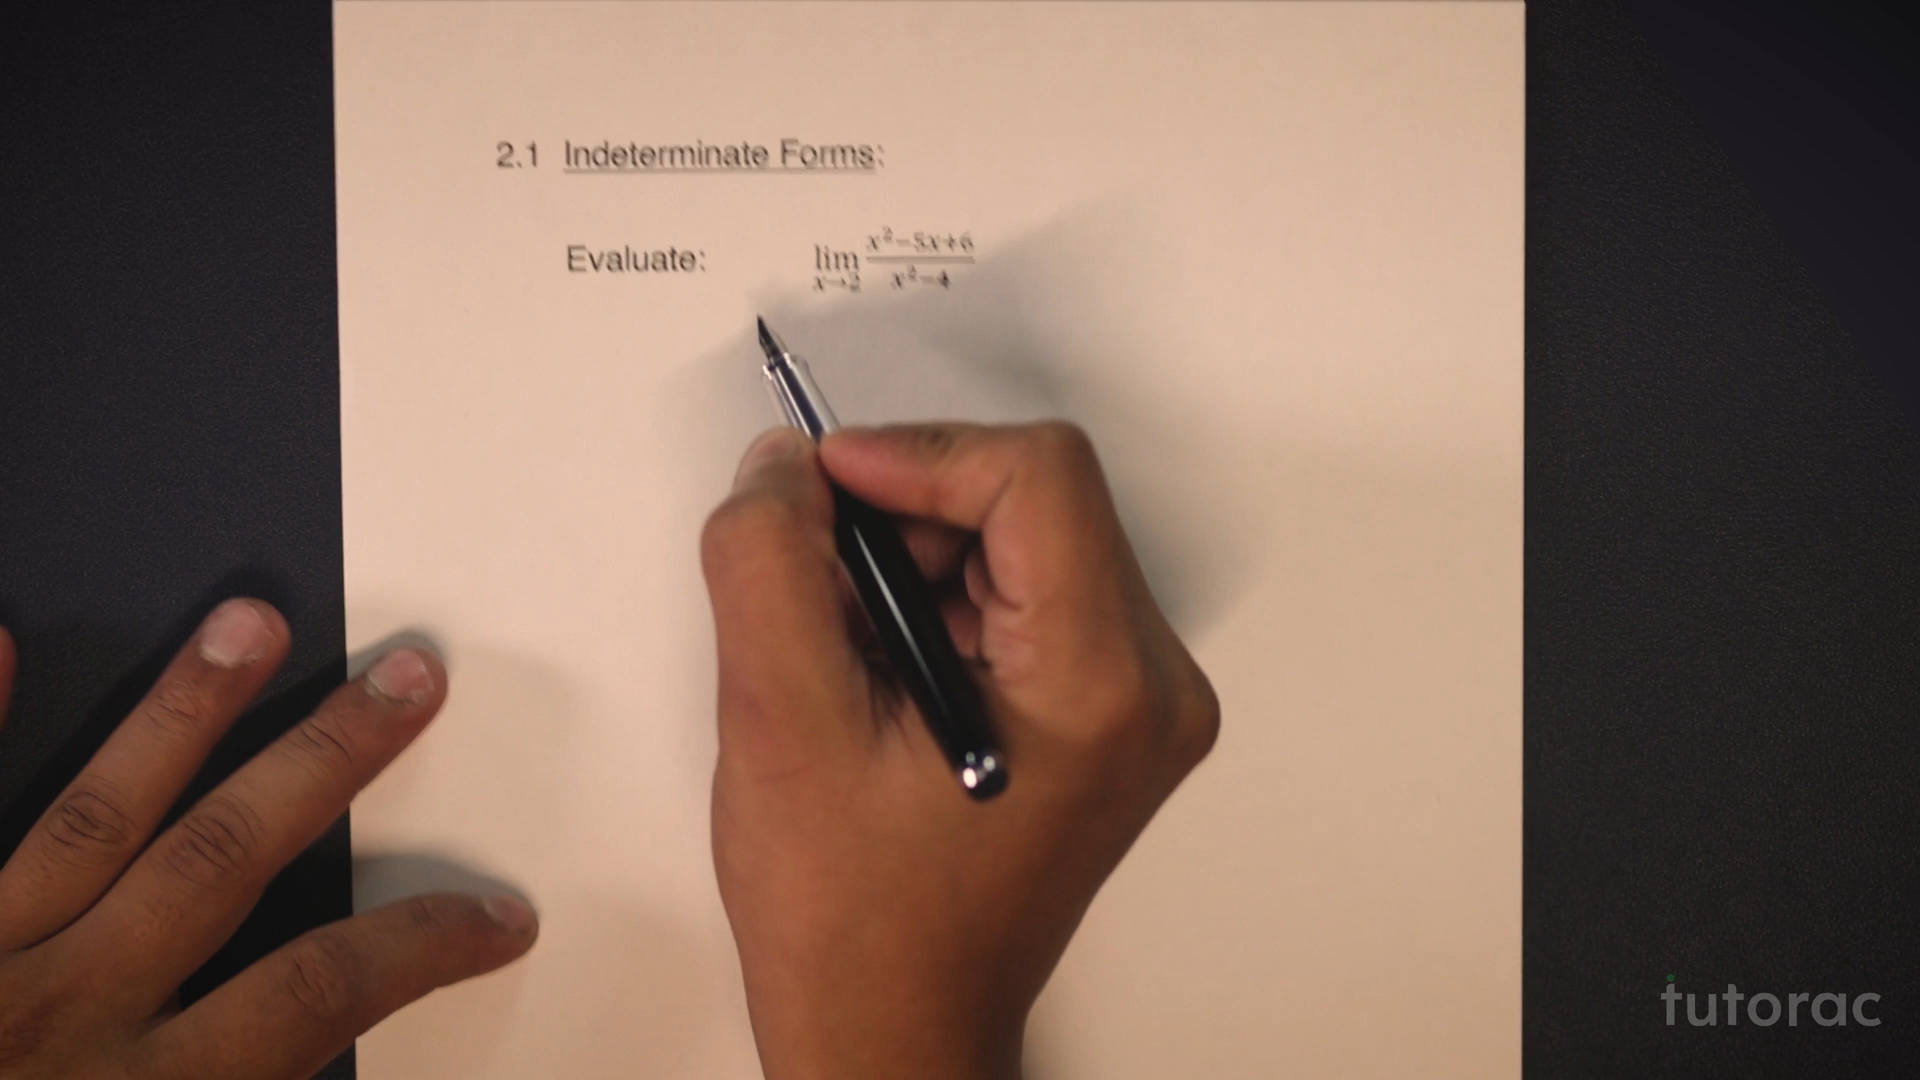 2.1 Indeterminate Forms:
Evaluate: lim x→2 x²−5x+6 / x²−4
tutorac